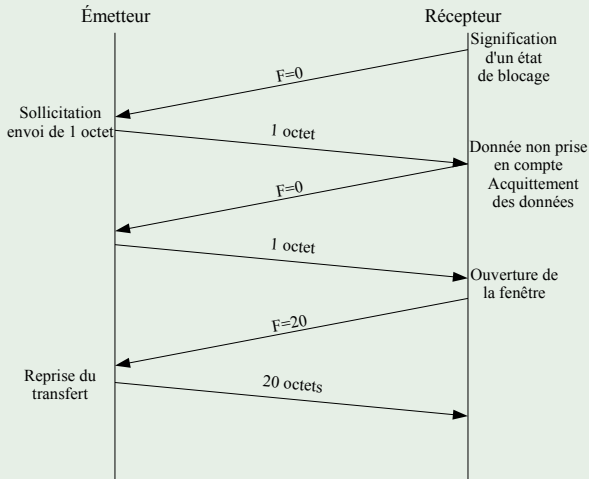 Émetteur
Récepteur
Signification
d'un état
de blocage
F=0
Sollicitation
envoi de 1 octet
1 octet
Donnée non prise
en compte
Acquittement
des données
F=0
1 octet
Ouverture de
la fenêtre
F=20
Reprise du
transfert
20 octets